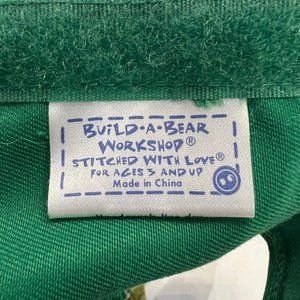 BUILD-A-BEAR
WORKSHOP®
STITCHED WITH LOVE®
FOR AGES 3 AND UP
Made in China